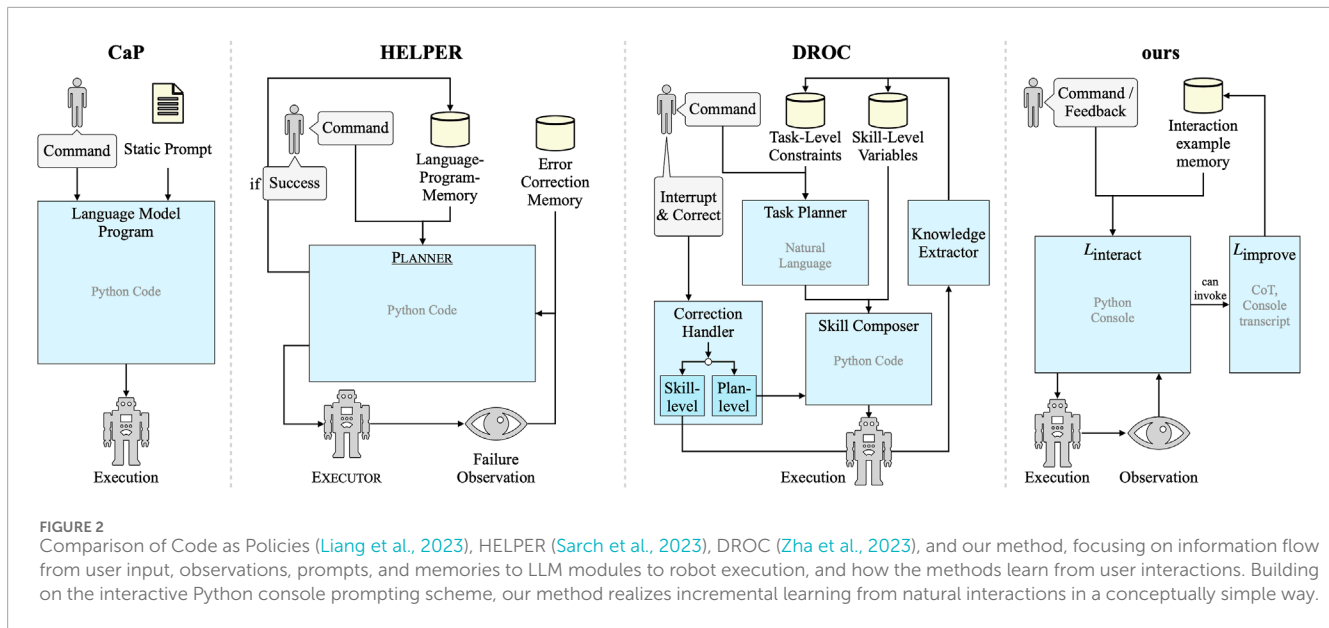 CaP
Command
Static Prompt
Language Model
Program
Python Code
Execution
HELPER
Command
if
Success
Language-
Program-
Memory
Error
Correction
Memory
PLANNER
Python Code
EXECUTOR
Failure
Observation
DROC
Command
Task-Level
Constraints
Skill-Level
Variables
Interrupt
& Correct
Task Planner
Natural
Language
Knowledge
Extractor
Correction
Handler
Skill-
level
Plan-
level
Skill Composer
Python Code
Execution
ours
Command /
Feedback
Interaction
example
memory
Linteract
Python
Console
can
invoke
Limprove
CoT,
Console
transcript
Execution
Observation
FIGURE 2
Comparison of Code as Policies (Liang et al., 2023), HELPER (Sarch et al., 2023), DROC (Zha et al., 2023), and our method, focusing on information flow
from user input, observations, prompts, and memories to LLM modules to robot execution, and how the methods learn from user interactions. Building
on the interactive Python console prompting scheme, our method realizes incremental learning from natural interactions in a conceptually simple way.